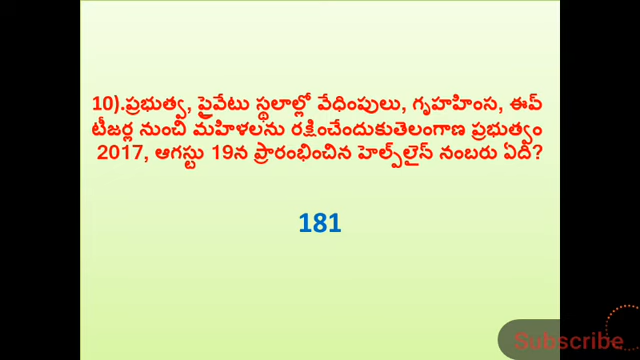 10).ప్రభుత్వ, ప్రైవేటు స్థలాల్లో వేధింపులు, గృహహింస, ఈవ్
టీజర్ల నుంచి మహిళలను రక్షించేందుకుతెలంగాణ ప్రభుత్వం
2017, ఆగస్టు 19న ప్రారంభించిన హెల్ప్‌లైన్ నంబరు ఏది?
181
Subscribe